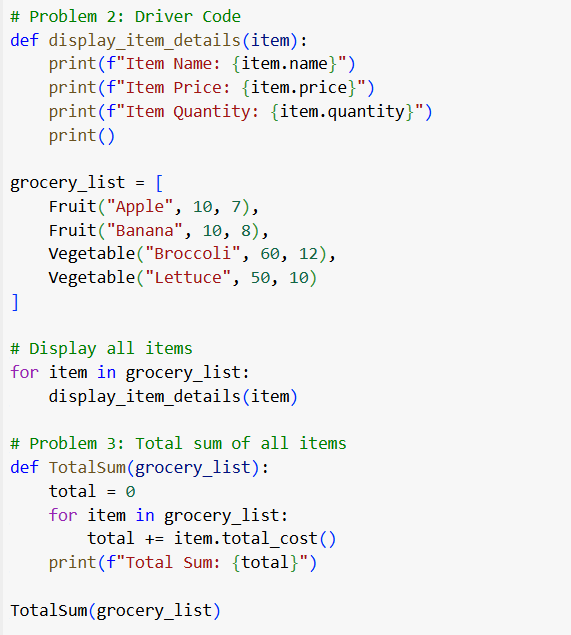 # Problem 2: Driver Code
def display_item_details(item):
    print(f"Item Name: {item.name}")
    print(f"Item Price: {item.price}")
    print(f"Item Quantity: {item.quantity}")
    print()

grocery_list = [
    Fruit("Apple", 10, 7),
    Fruit("Banana", 10, 8),
    Vegetable("Broccoli", 60, 12),
    Vegetable("Lettuce", 50, 10)
]

# Display all items
for item in grocery_list:
    display_item_details(item)

# Problem 3: Total sum of all items
def TotalSum(grocery_list):
    total = 0
    for item in grocery_list:
        total += item.total_cost()
    print(f"Total Sum: {total}")

TotalSum(grocery_list)